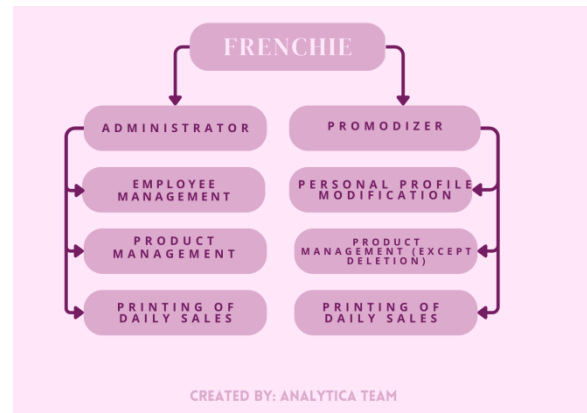 FRENCHIE
ADMINISTRATOR
PROMODIZER
EMPLOYEE
MANAGEMENT
PERSONAL PROFILE
MODIFICATION
PRODUCT
MANAGEMENT
PRODUCT
MANAGEMENT (EXCEPT
DELETION)
PRINTING OF
DAILY SALES
PRINTING OF
DAILY SALES
CREATED BY: ANALYTICA TEAM